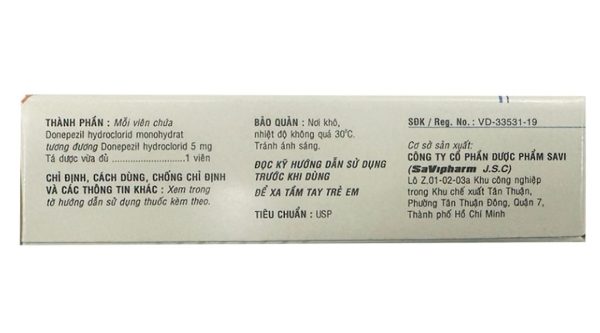 THÀNH PHẦN : Mỗi viên chứa
Donepezil hydroclorid monohydrat
tương đương Donepezil hydroclorid 5 mg
Tá dược vừa đủ ........................1 viên
CHỈ ĐỊNH, CÁCH DÙNG, CHỐNG CHỈ ĐỊNH
VÀ CÁC THÔNG TIN KHÁC : Xem trong
tờ hướng dẫn sử dụng thuốc kèm theo.
BẢO QUẢN : Nơi khô,
nhiệt độ không quá 30°C.
Tránh ánh sáng.
ĐỌC KỸ HƯỚNG DẪN SỬ DỤNG
TRƯỚC KHI DÙNG
ĐỂ XA TẦM TAY TRẺ EM
TIÊU CHUẨN : USP
SĐK / Reg. No. : VD-33531-19
Cơ sở sản xuất:
CÔNG TY CỔ PHẦN DƯỢC PHẨM SAVI
(SaViPharm J.S.C)
Lô Z.01-02-03a Khu công nghiệp
trong Khu chế xuất Tân Thuận,
Phường Tân Thuận Đông, Quận 7,
Thành phố Hồ Chí Minh